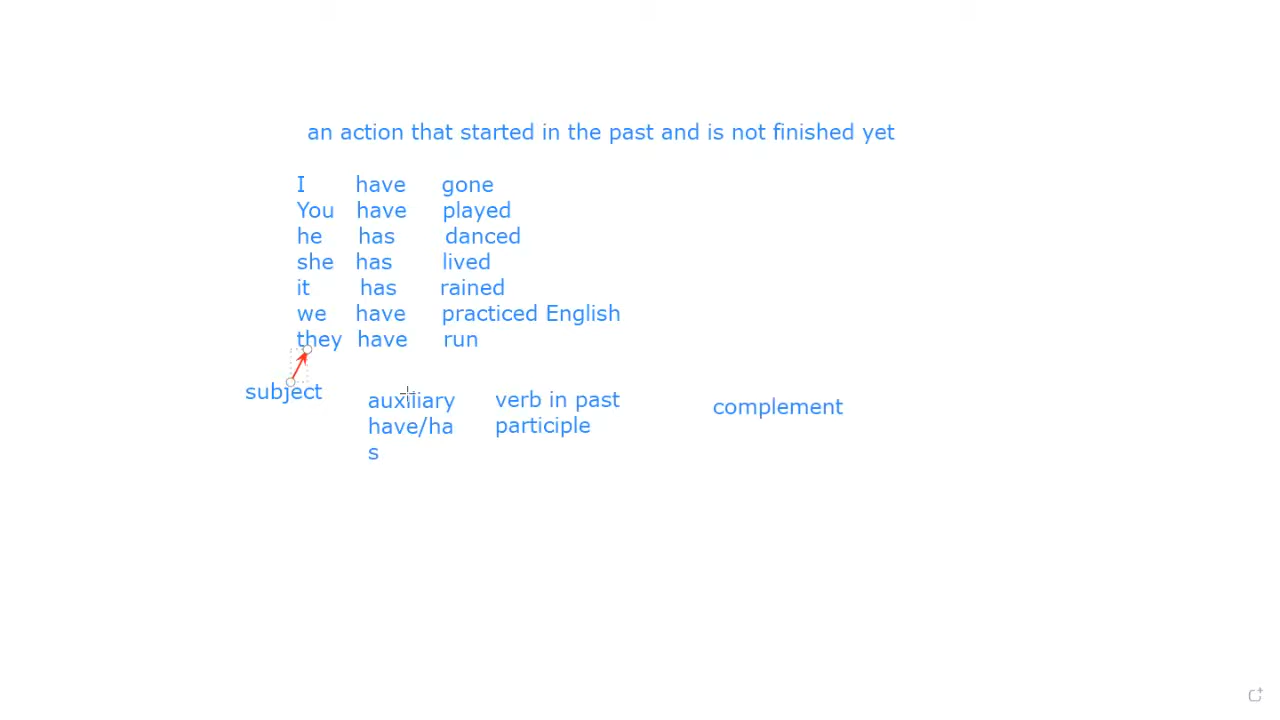 an action that started in the past and is not finished yet
I have gone
You have played
he has danced
she has lived
it has rained
we have practiced English
they have run
subject
auxiliary
have/ha
s
verb in past
participle
complement